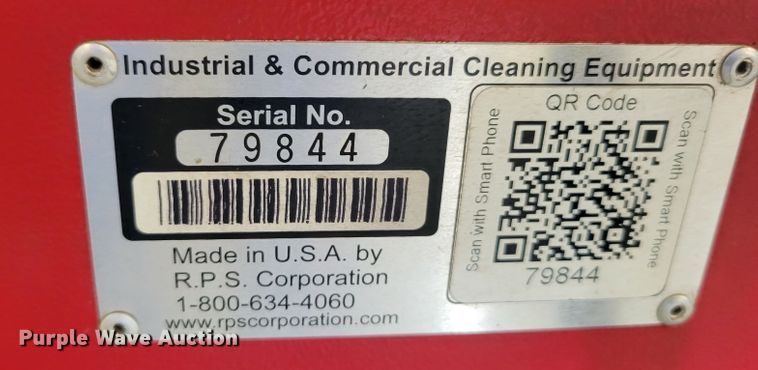 Industrial & Commercial Cleaning Equipment
Serial No.
79844
Made in U.S.A. by
R.P.S. Corporation
1-800-634-4060
www.rpscorporation.com
QR Code
Scan with Smart Phone
Scan with Smart Phone
79844
Purple Wave Auction